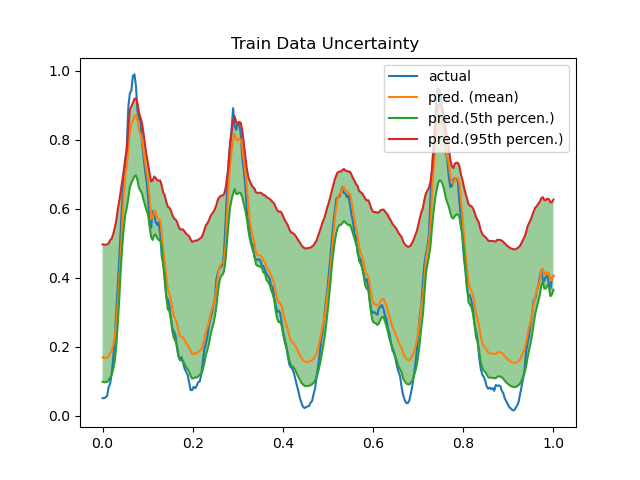 Train Data Uncertainty
actual
pred. (mean)
pred.(5th percen.)
pred.(95th percen.)
1.0
0.8
0.6
0.4
0.2
0.0
0.0 0.2 0.4 0.6 0.8 1.0